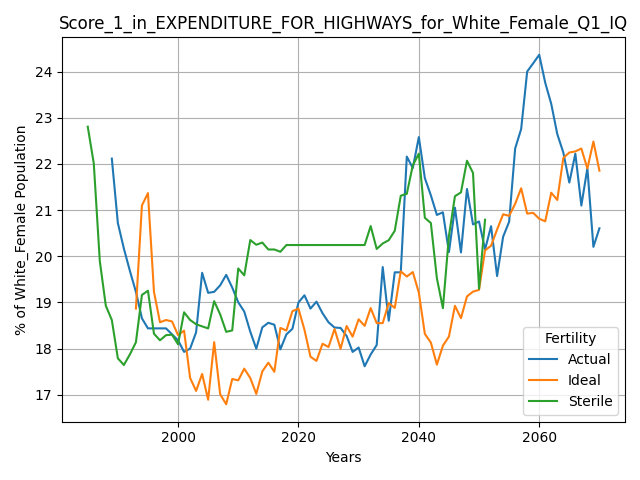 Score_1_in_EXPENDITURE_FOR_HIGHWAYS_for_White_Female_Q1_IQ
% of White_Female Population
24
23
22
21
20
19
18
17
2000
2020
2040
2060
Years
Fertility
Actual
Ideal
Sterile